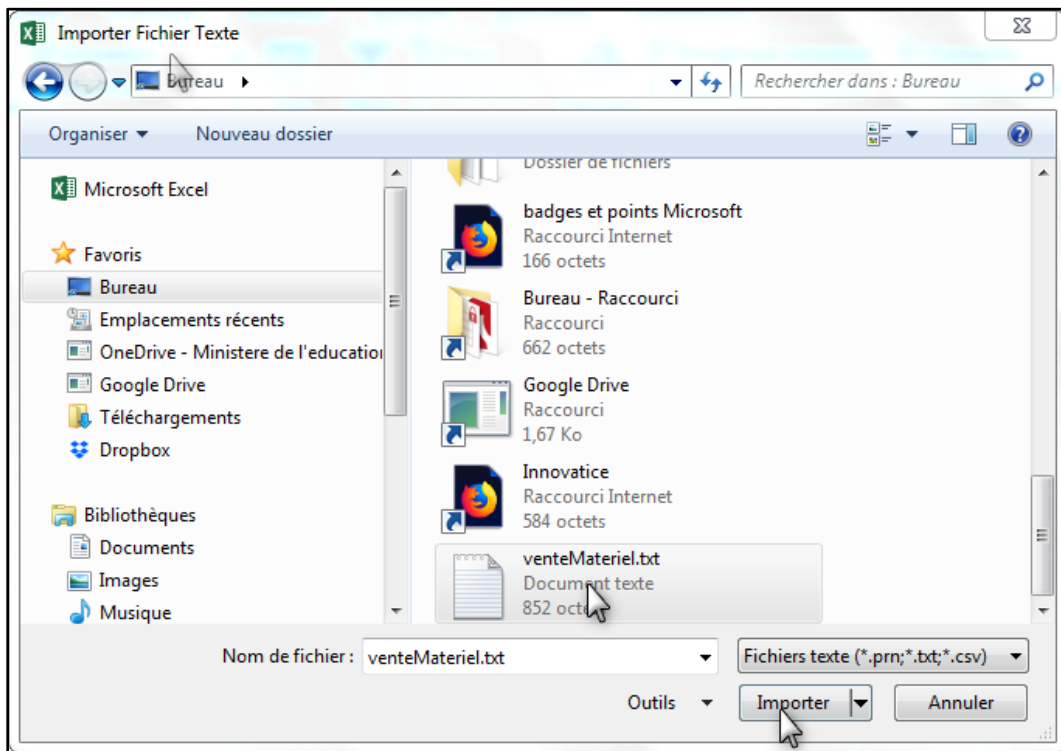 Importer Fichier Texte
Bureau
Rechercher dans : Bureau
Organiser
Nouveau dossier
Microsoft Excel
Favoris
Bureau
Emplacements récents
OneDrive - Ministere de l'education
Google Drive
Téléchargements
Dropbox
Bibliothèques
Documents
Images
Musique
Dossier de fichiers
badges et points Microsoft
Raccourci Internet
166 octets
Bureau - Raccourci
Raccourci
662 octets
Google Drive
Raccourci
1,67 Ko
Innovatice
Raccourci Internet
584 octets
venteMateriel.txt
Document texte
852 octets
Nom de fichier : venteMateriel.txt
Fichiers texte (*.prn;*.txt;*.csv)
Outils
Importer
Annuler